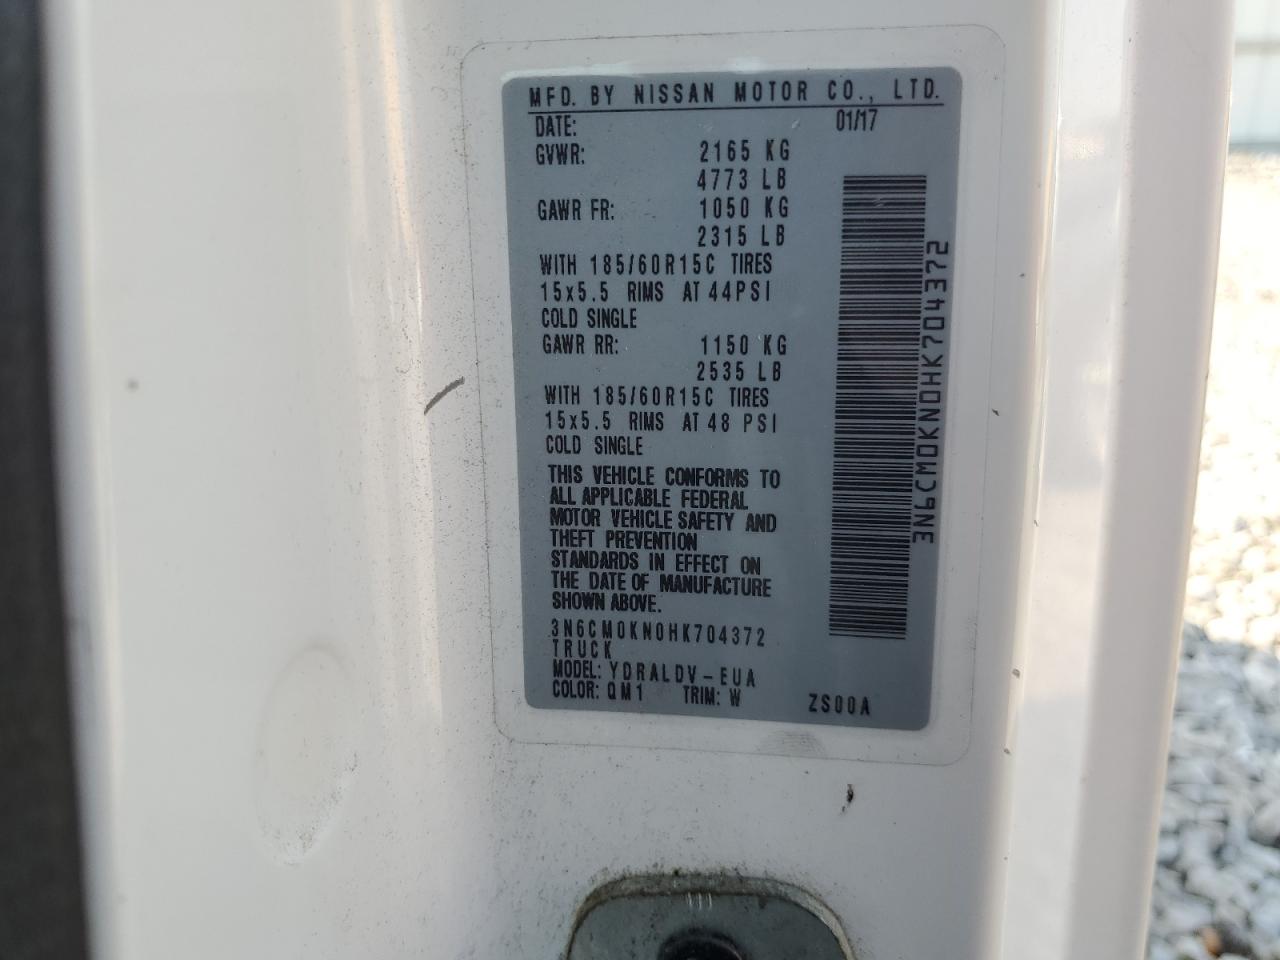 MFD. BY NISSAN MOTOR CO., LTD.
DATE: 01/17
GVWR: 2165 KG
4773 LB
GAWR FR: 1050 KG
2315 LB
WITH 185/60R15C TIRES
15x5.5 RIMS AT 44PSI
COLD SINGLE
GAWR RR: 1150 KG
2535 LB
WITH 185/60R15C TIRES
15x5.5 RIMS AT 48 PSI
COLD SINGLE
THIS VEHICLE CONFORMS TO
ALL APPLICABLE FEDERAL
MOTOR VEHICLE SAFETY AND
THEFT PREVENTION
STANDARDS IN EFFECT ON
THE DATE OF MANUFACTURE
SHOWN ABOVE.
3N6CM0KN0HK704372
TRUCK
MODEL: YDRALDV-EUA
COLOR: QM1 TRIM: W ZS00A
3N6CM0KN0HK704372